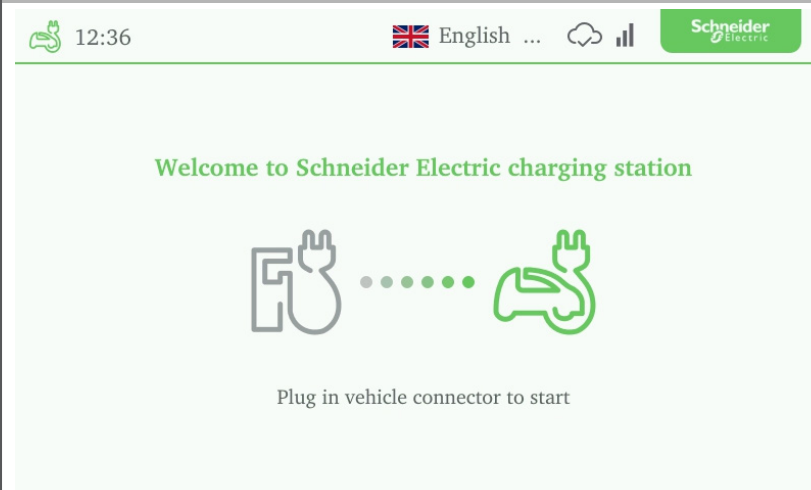 12:36 English ... Schneider Electric
Welcome to Schneider Electric charging station
Plug in vehicle connector to start